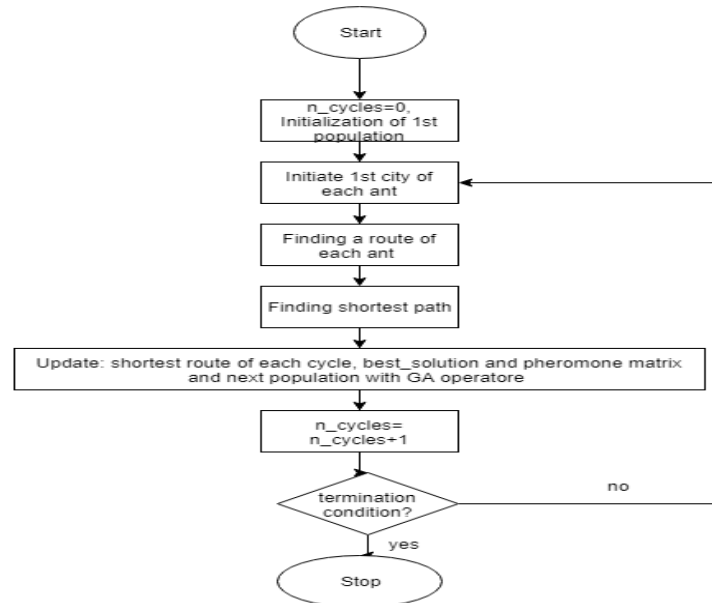 Start
n_cycles=0,
Initialization of 1st
population
Initiate 1st city of
each ant
Finding a route of
each ant
Finding shortest path
Update: shortest route of each cycle, best_solution and pheromone matrix
and next population with GA operatore
n_cycles=
n_cycles+1
termination
condition?
no
yes
Stop